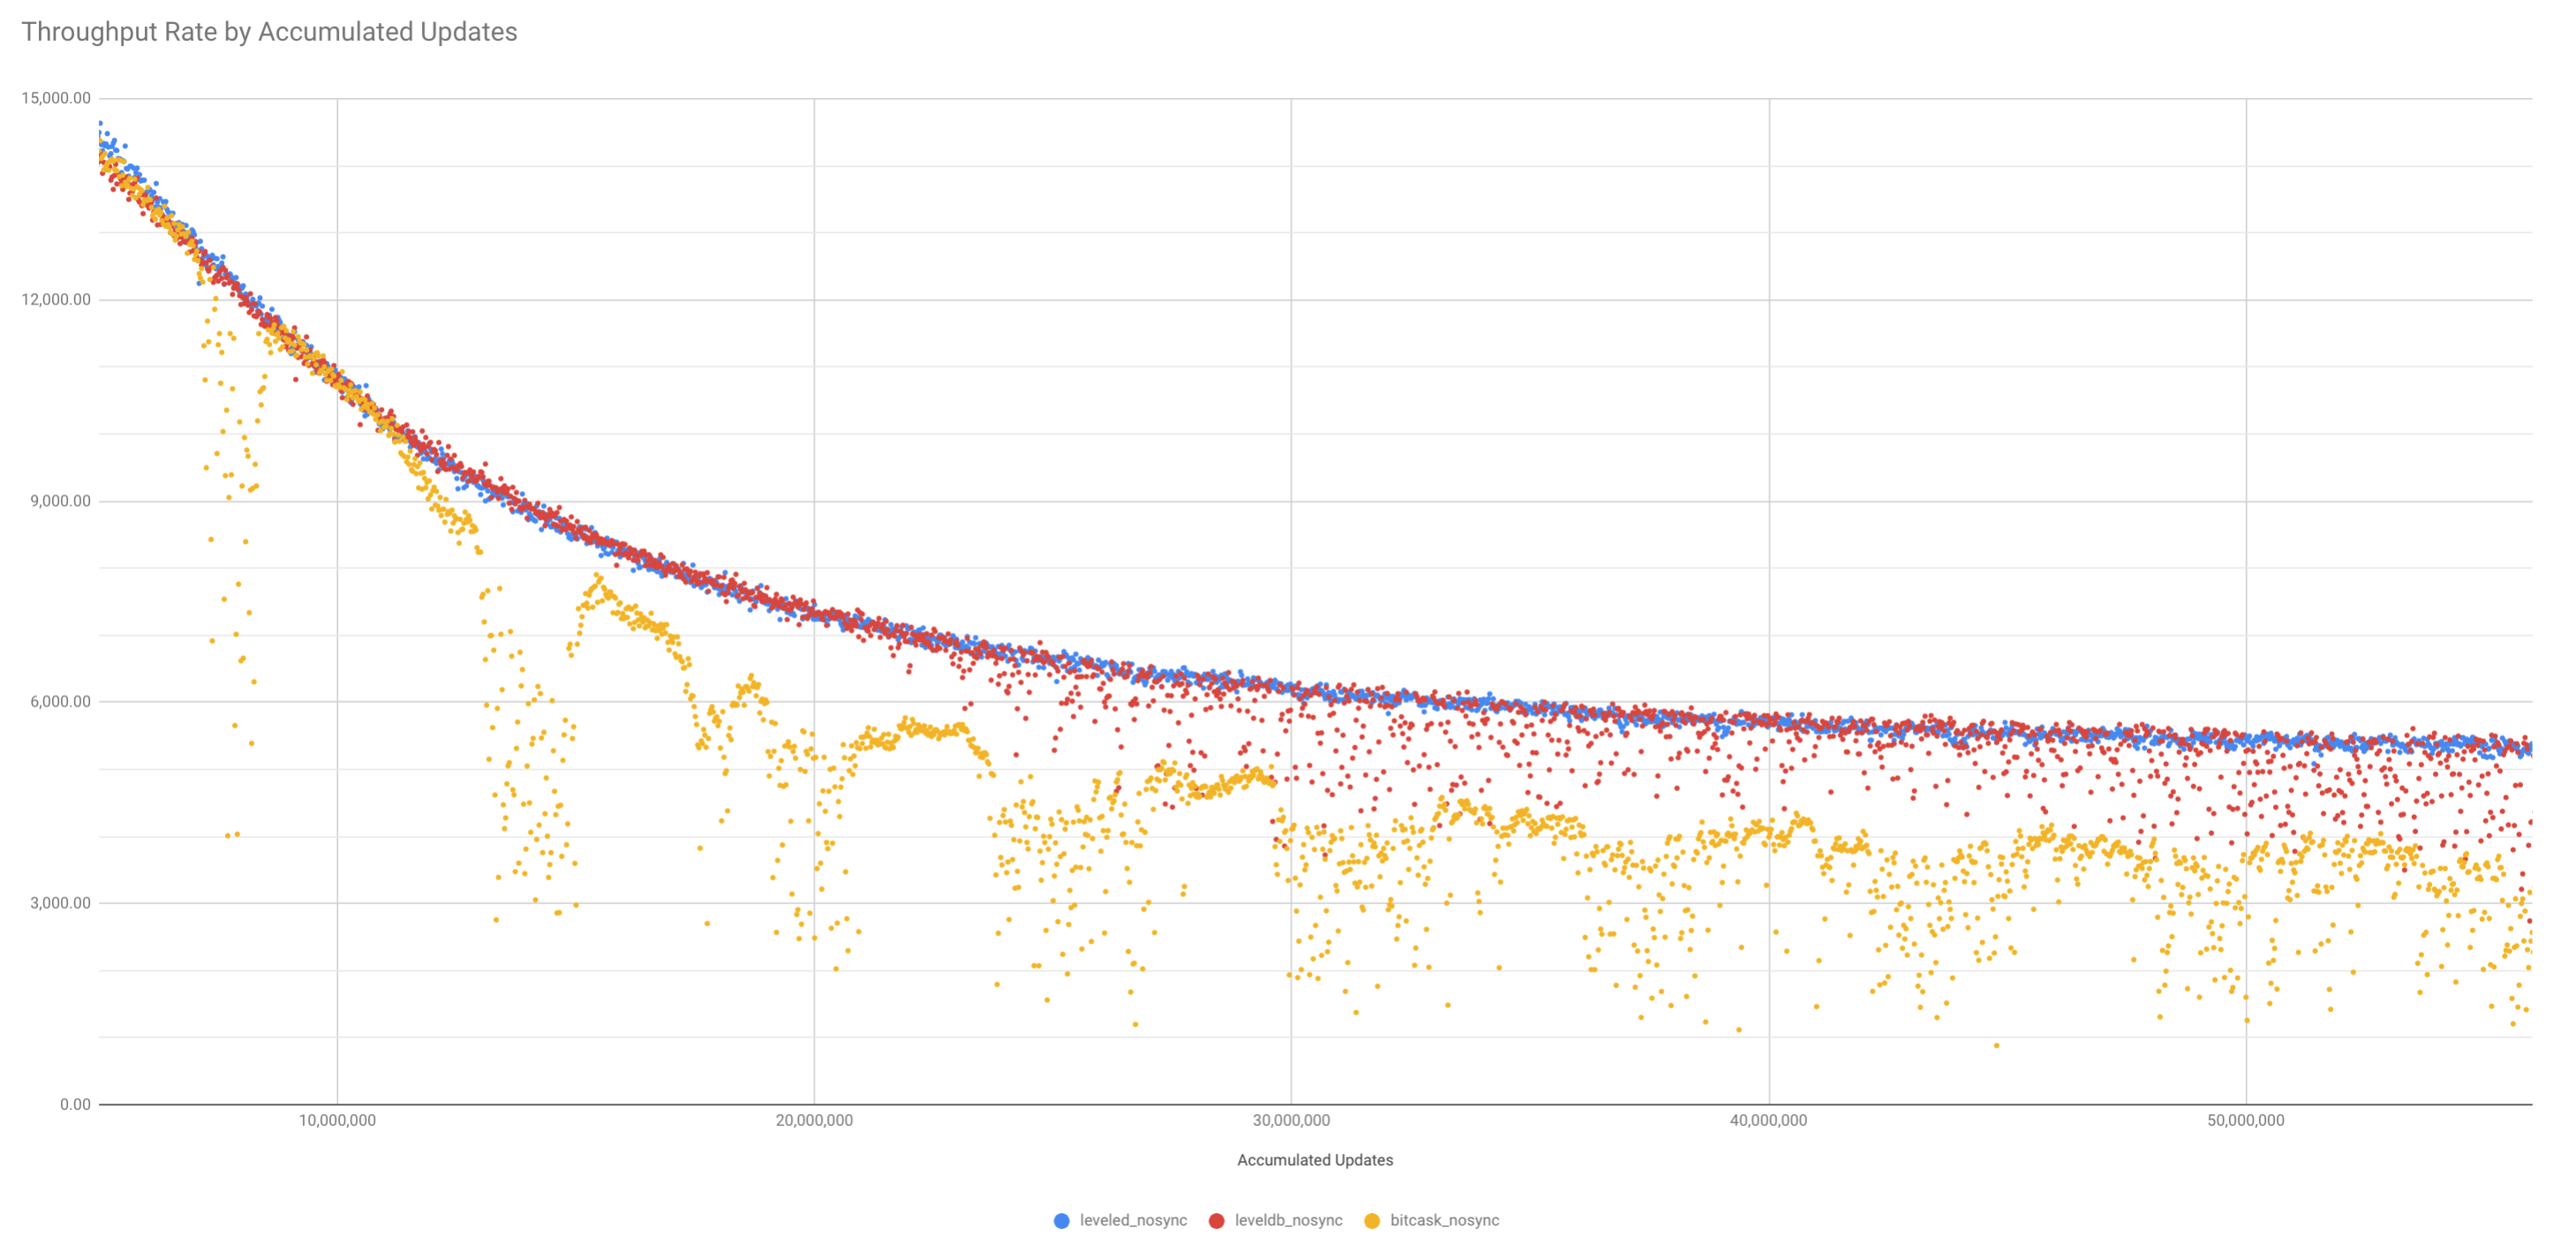 Throughput Rate by Accumulated Updates
15,000.00
12,000.00
9,000.00
6,000.00
3,000.00
0.00
10,000,000 20,000,000 30,000,000 40,000,000 50,000,000
Accumulated Updates
leveled_nosync leveldb_nosync bitcask_nosync